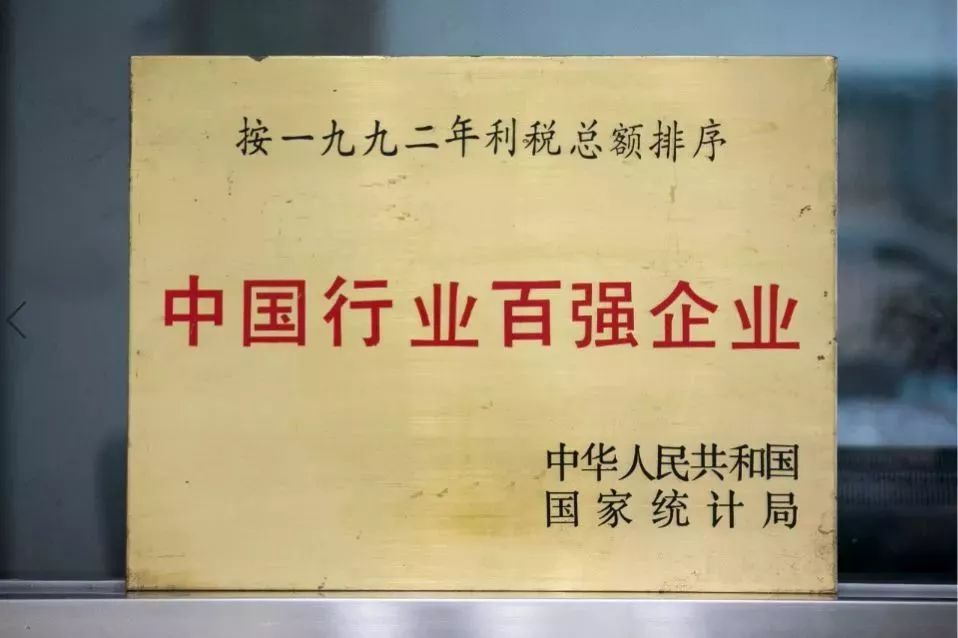 按一九九二年利税总额排序
中国行业百强企业
中华人民共和国
国家统计局